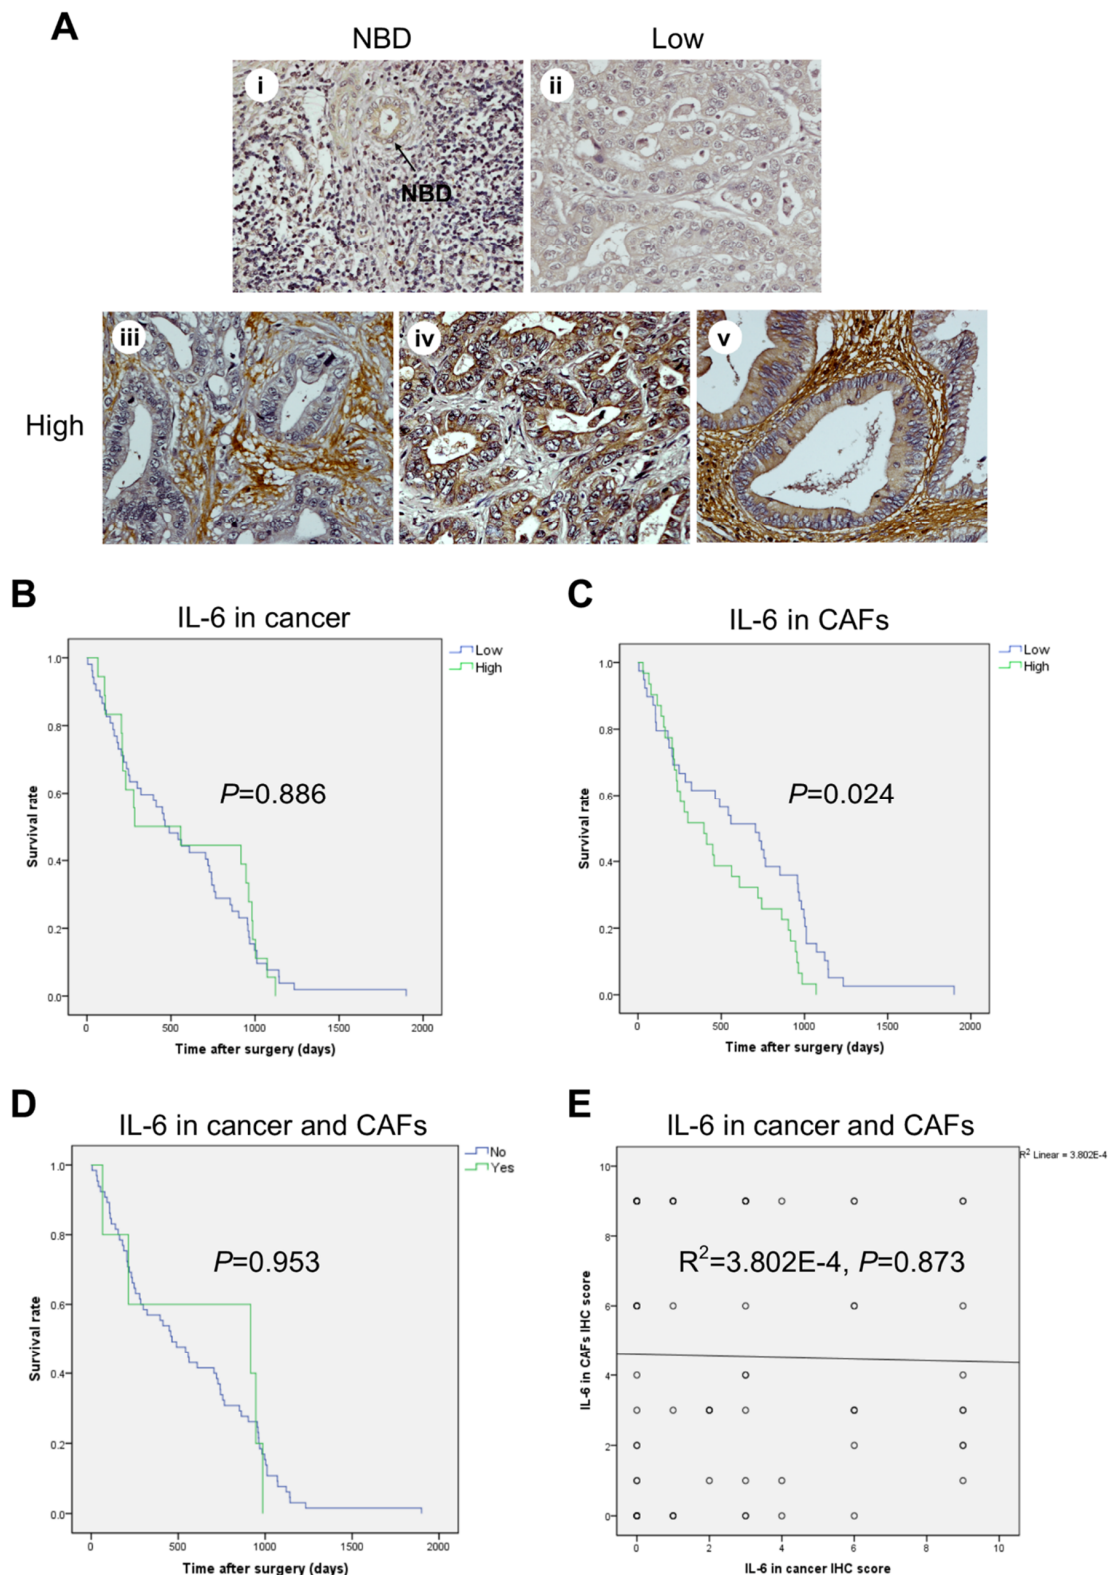 A
NBD
Low
i
NBD
ii
High
iii
iv
v
B
IL-6 in cancer
Low
High
P=0.886
1.0
0.8
0.6
0.4
0.2
0.0
Survival rate
0
500
1000
1500
2000
Time after surgery (days)
C
IL-6 in CAFs
Low
High
P=0.024
1.0
0.8
0.6
0.4
0.2
0.0
Survival rate
0
500
1000
1500
2000
Time after surgery (days)
D
IL-6 in cancer and CAFs
No
Yes
P=0.953
1.0
0.8
0.6
0.4
0.2
0.0
Survival rate
0
500
1000
1500
2000
Time after surgery (days)
E
IL-6 in cancer and CAFs
R² Linear = 3.802E-4
R²=3.802E-4, P=0.873
10
8
6
4
2
0
IL-6 in CAFs IHC score
0
2
4
6
8
10
IL-6 in cancer IHC score